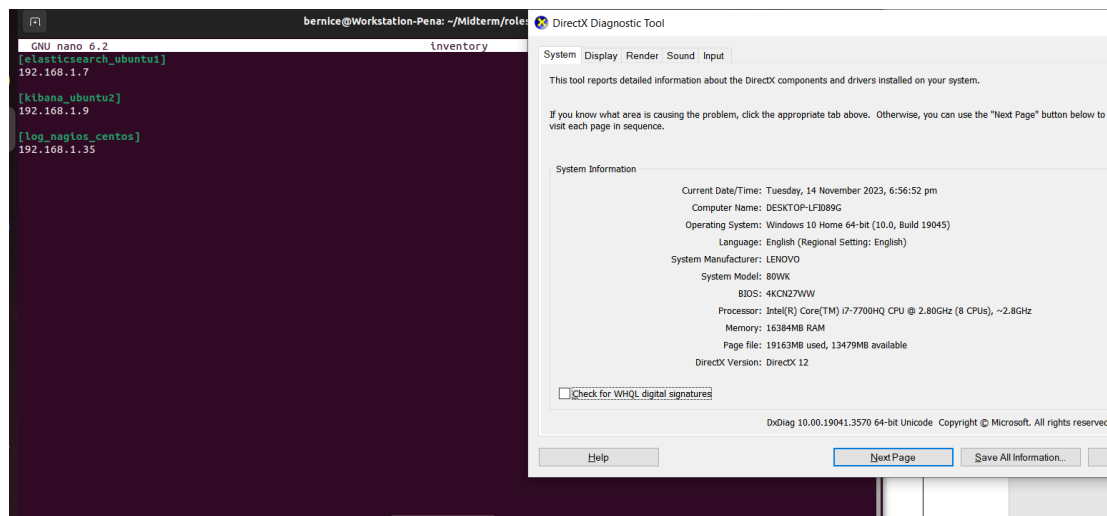 bernice@Workstation-Pena: ~/Midterm/roles
GNU nano 6.2 inventory
[elasticsearch_ubuntu1]
192.168.1.7
[kibana_ubuntu2]
192.168.1.9
[log_nagios_centos]
192.168.1.35
DirectX Diagnostic Tool
System Display Render Sound Input
This tool reports detailed information about the DirectX components and drivers installed on your system.
If you know what area is causing the problem, click the appropriate tab above. Otherwise, you can use the "Next Page" button below to
visit each page in sequence.
System Information
Current Date/Time: Tuesday, 14 November 2023, 6:56:52 pm
Computer Name: DESKTOP-LFI089G
Operating System: Windows 10 Home 64-bit (10.0, Build 19045)
Language: English (Regional Setting: English)
System Manufacturer: LENOVO
System Model: 80WK
BIOS: 4KCN27WW
Processor: Intel(R) Core(TM) i7-7700HQ CPU @ 2.80GHz (8 CPUs), ~2.8GHz
Memory: 16384MB RAM
Page file: 19163MB used, 13479MB available
DirectX Version: DirectX 12
Check for WHQL digital signatures
DxDiag 10.00.19041.3570 64-bit Unicode Copyright © Microsoft. All rights reserved
Help
Next Page
Save All Information...